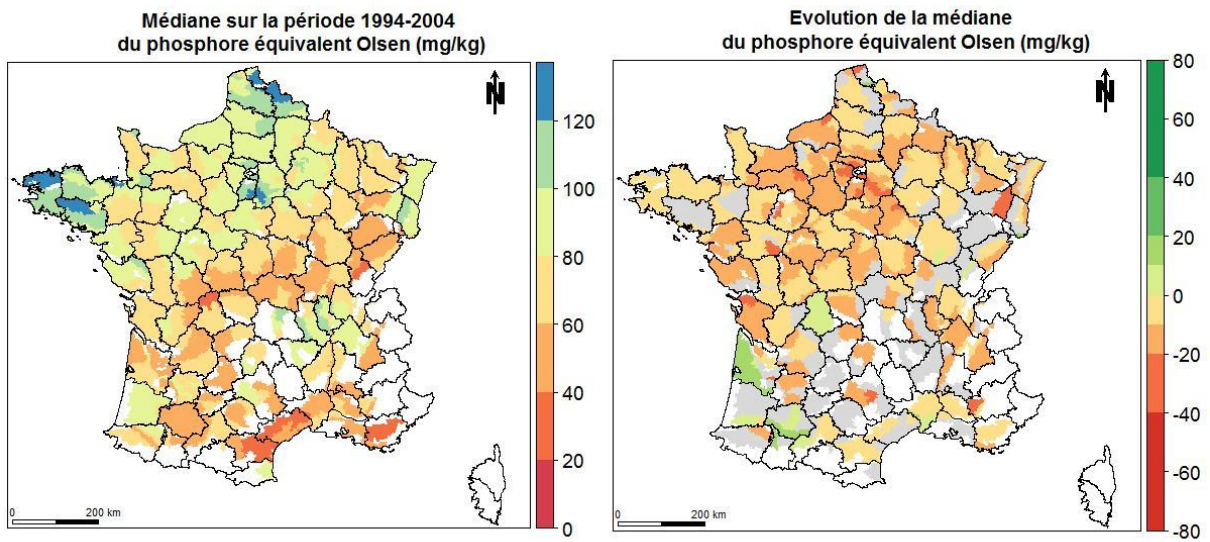 Médiane sur la période 1994-2004
du phosphore équivalent Olsen (mg/kg)
N
120
100
80
60
40
20
0
0 200 km
Evolution de la médiane
du phosphore équivalent Olsen (mg/kg)
N
80
60
40
20
0
-20
-40
-60
-80
0 200 km